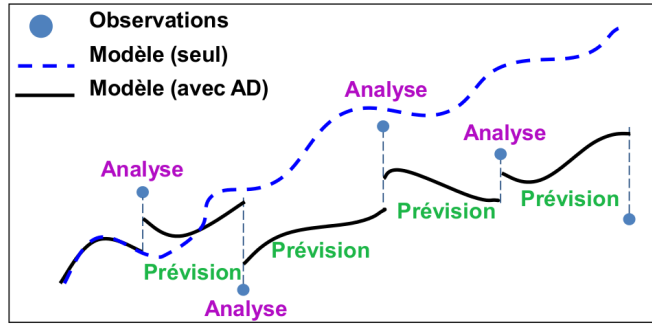 Observations
Modèle (seul)
Modèle (avec AD)
Analyse
Analyse
Analyse
Prévision
Prévision
Prévision
Prévision
Analyse